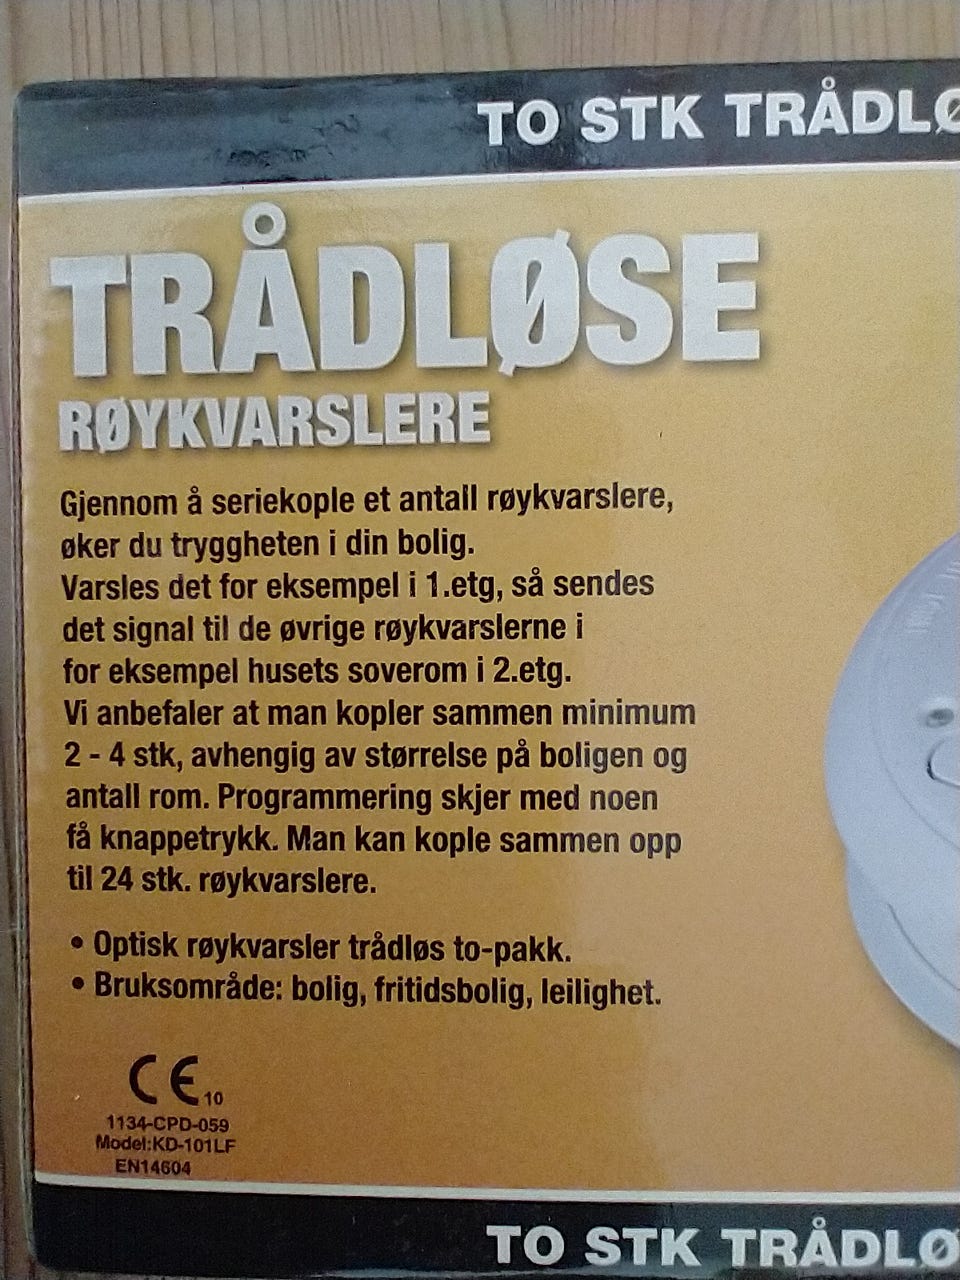 TO STK TRÅDLØ
TRÅDLØSE
RØYKVARSLERE
Gjennom å seriekople et antall røykvarslere,
øker du tryggheten i din bolig.
Varsles det for eksempel i 1.etg, så sendes
det signal til de øvrige røykvarslerne i
for eksempel husets soverom i 2.etg.
Vi anbefaler at man kopler sammen minimum
2 - 4 stk, avhengig av størrelse på boligen og
antall rom. Programmering skjer med noen
få knappetrykk. Man kan kople sammen opp
til 24 stk. røykvarslere.
• Optisk røykvarsler trådløs to-pakk.
• Bruksområde: bolig, fritidsbolig, leilighet.
CE 10
1134-CPD-059
Model:KD-101LF
EN14604
TO STK TRÅDLØ